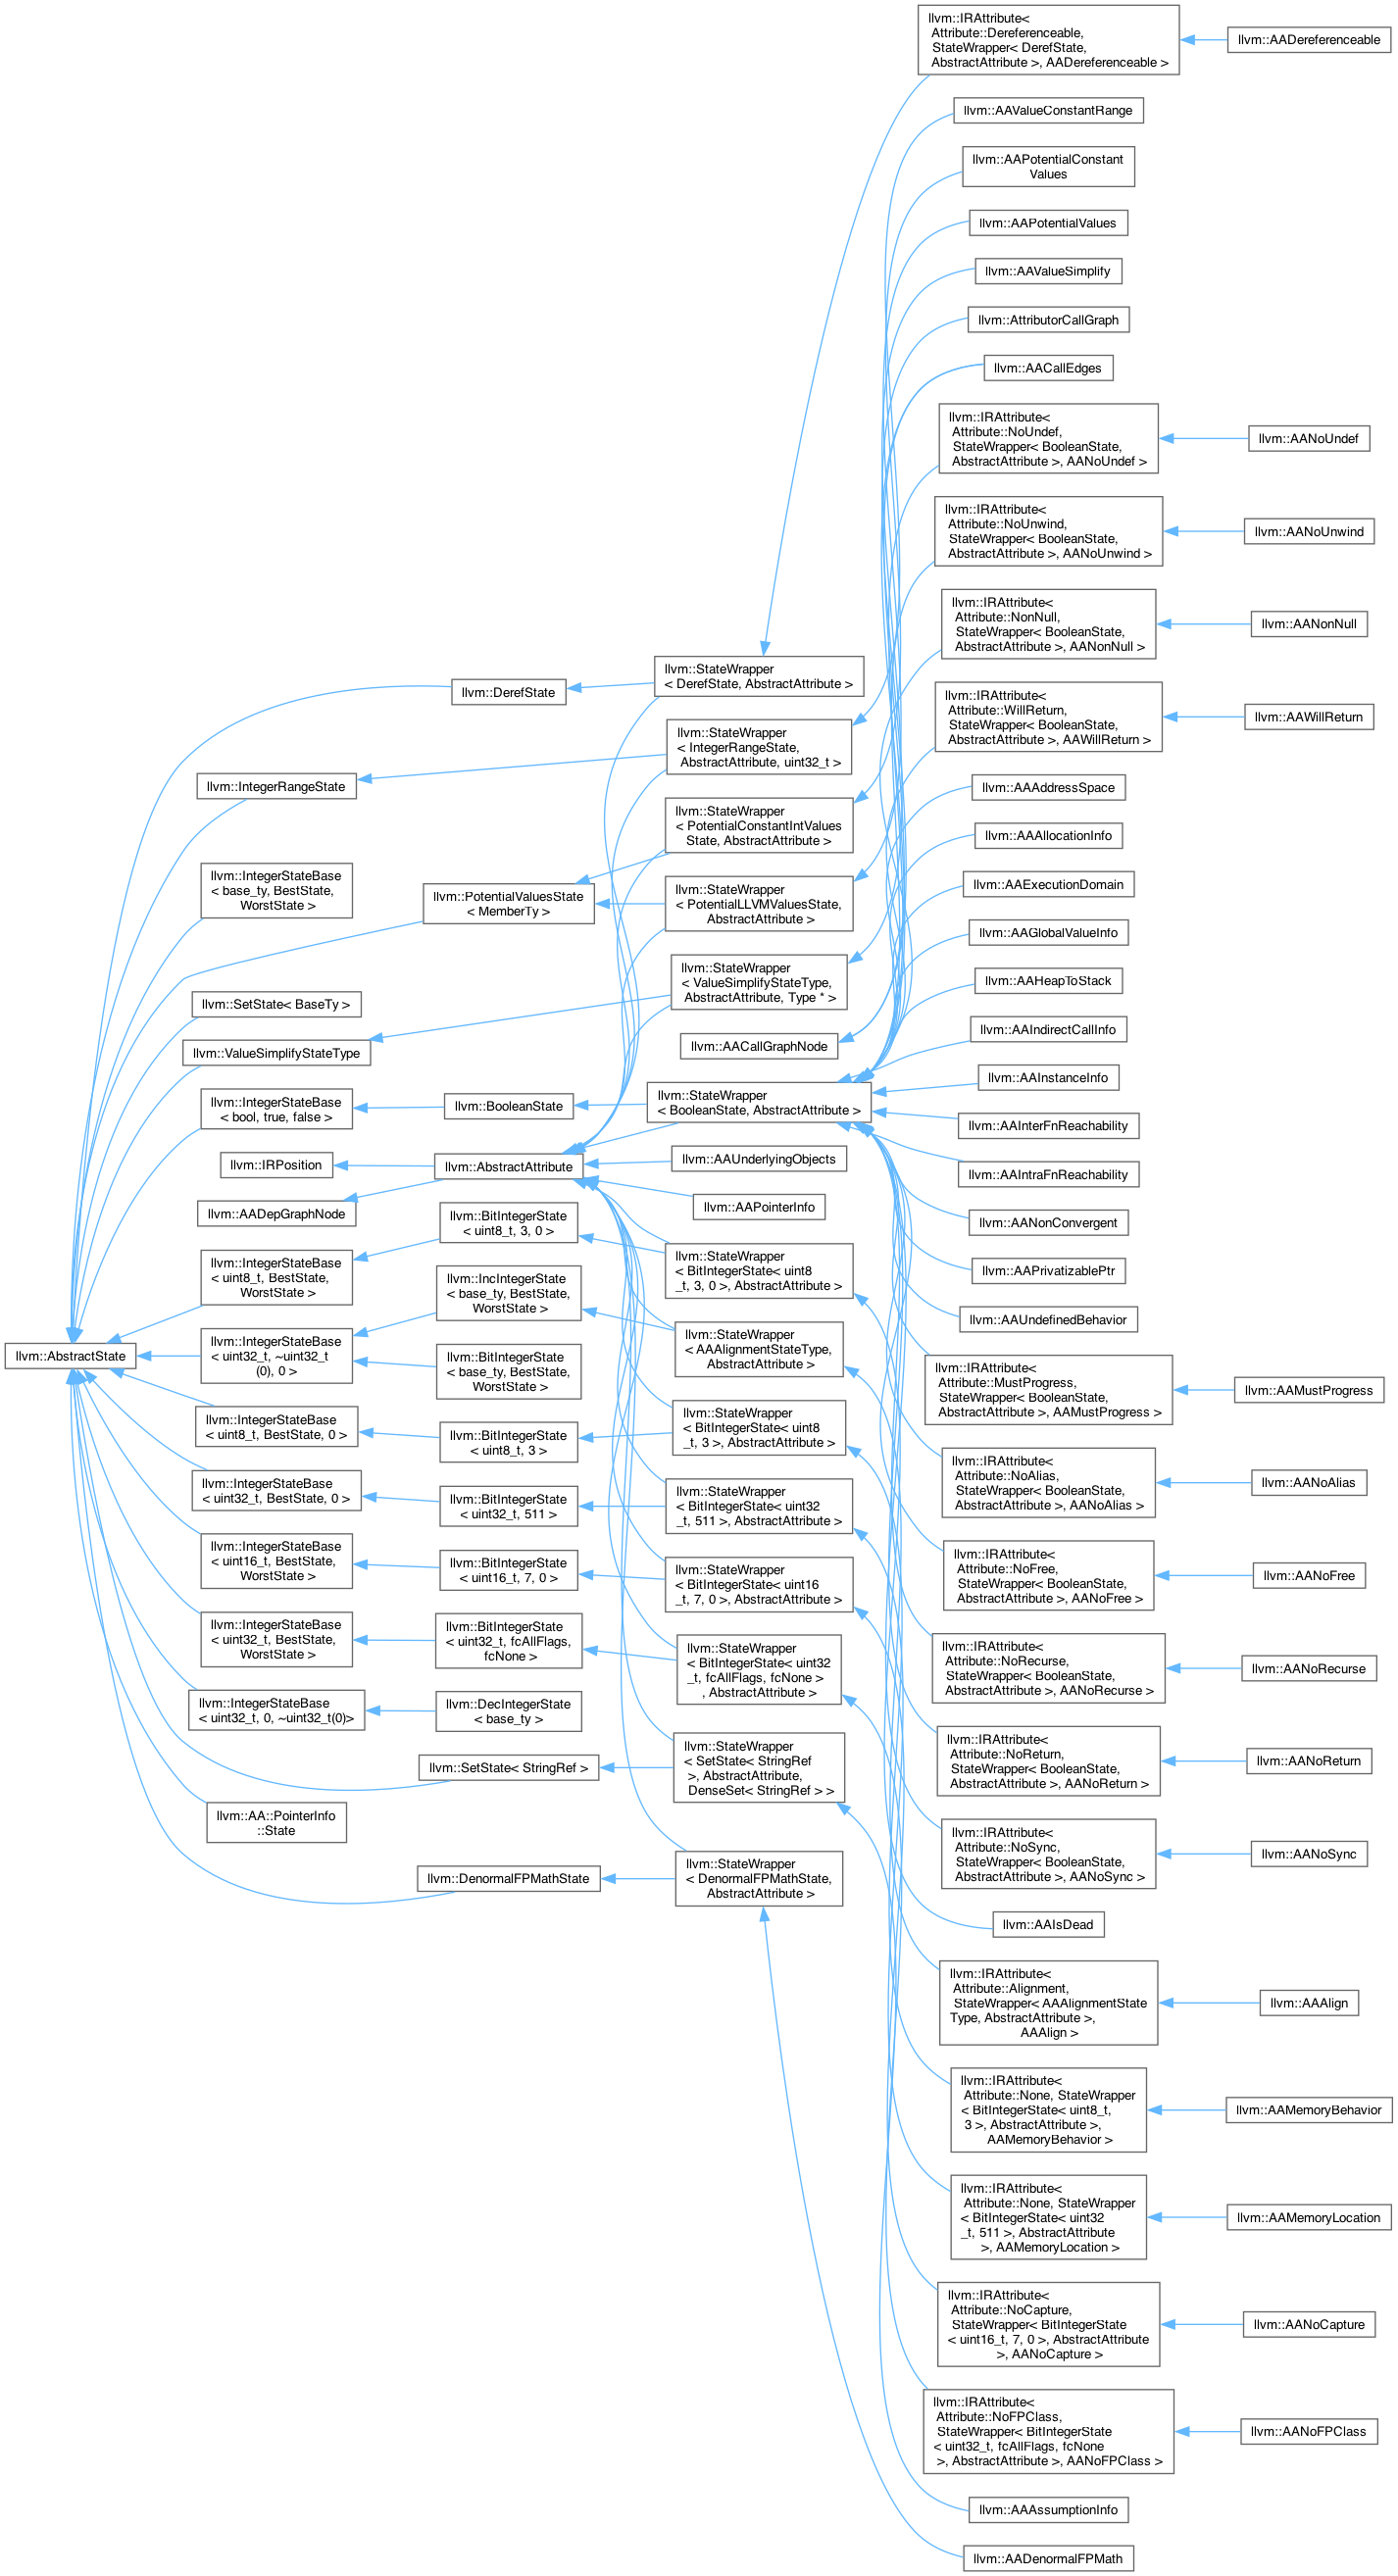 llvm::IRAttribute<
Attribute::Dereferenceable,
StateWrapper< DerefState,
AbstractAttribute >, AADereferenceable >
llvm::AADereferenceable
llvm::AAValueConstantRange
llvm::AAPotentialConstant
Values
llvm::AAPotentialValues
llvm::AAValueSimplify
llvm::AttributorCallGraph
llvm::AACallEdges
llvm::IRAttribute<
Attribute::NoUndef,
StateWrapper< BooleanState,
AbstractAttribute >, AANoUndef >
llvm::AANoUndef
llvm::IRAttribute<
Attribute::NoUnwind,
StateWrapper< BooleanState,
AbstractAttribute >, AANoUnwind >
llvm::AANoUnwind
llvm::IRAttribute<
Attribute::NonNull,
StateWrapper< BooleanState,
AbstractAttribute >, AANonNull >
llvm::AANonNull
llvm::IRAttribute<
Attribute::WillReturn,
StateWrapper< BooleanState,
AbstractAttribute >, AAWillReturn >
llvm::AAWillReturn
llvm::AAAddressSpace
llvm::AAAllocationInfo
llvm::AAExecutionDomain
llvm::AAGlobalValueInfo
llvm::AAHeapToStack
llvm::AAIndirectCallInfo
llvm::AAInstanceInfo
llvm::AAInterFnReachability
llvm::AAIntraFnReachability
llvm::AANonConvergent
llvm::AAPrivatizablePtr
llvm::AAUndefinedBehavior
llvm::IRAttribute<
Attribute::MustProgress,
StateWrapper< BooleanState,
AbstractAttribute >, AAMustProgress >
llvm::AAMustProgress
llvm::IRAttribute<
Attribute::NoAlias,
StateWrapper< BooleanState,
AbstractAttribute >, AANoAlias >
llvm::AANoAlias
llvm::IRAttribute<
Attribute::NoFree,
StateWrapper< BooleanState,
AbstractAttribute >, AANoFree >
llvm::AANoFree
llvm::IRAttribute<
Attribute::NoRecurse,
StateWrapper< BooleanState,
AbstractAttribute >, AANoRecurse >
llvm::AANoRecurse
llvm::IRAttribute<
Attribute::NoReturn,
StateWrapper< BooleanState,
AbstractAttribute >, AANoReturn >
llvm::AANoReturn
llvm::IRAttribute<
Attribute::NoSync,
StateWrapper< BooleanState,
AbstractAttribute >, AANoSync >
llvm::AANoSync
llvm::AAIsDead
llvm::IRAttribute<
Attribute::Alignment,
StateWrapper< AAAlignmentState
Type, AbstractAttribute >,
AAAlign >
llvm::AAAlign
llvm::IRAttribute<
Attribute::None, StateWrapper
< BitIntegerState< uint8_t,
3 >, AbstractAttribute >,
AAMemoryBehavior >
llvm::AAMemoryBehavior
llvm::IRAttribute<
Attribute::None, StateWrapper
< BitIntegerState< uint32
_t, 511 >, AbstractAttribute
>, AAMemoryLocation >
llvm::AAMemoryLocation
llvm::IRAttribute<
Attribute::NoCapture,
StateWrapper< BitIntegerState
< uint16_t, 7, 0 >, AbstractAttribute
>, AANoCapture >
llvm::AANoCapture
llvm::IRAttribute<
Attribute::NoFPClass,
StateWrapper< BitIntegerState
< uint32_t, fcAllFlags, fcNone
>, AbstractAttribute >, AANoFPClass >
llvm::AANoFPClass
llvm::AAAssumptionInfo
llvm::AADenormalFPMath
llvm::StateWrapper
< DerefState, AbstractAttribute >
llvm::StateWrapper
< IntegerRangeState,
AbstractAttribute, uint32_t >
llvm::StateWrapper
< PotentialConstantIntValues
State, AbstractAttribute >
llvm::StateWrapper
< PotentialLLVMValuesState,
AbstractAttribute >
llvm::StateWrapper
< ValueSimplifyStateType,
AbstractAttribute, Type * >
llvm::AACallGraphNode
llvm::StateWrapper
< BooleanState, AbstractAttribute >
llvm::AAUnderlyingObjects
llvm::AAPointerInfo
llvm::StateWrapper
< BitIntegerState< uint8
_t, 3, 0 >, AbstractAttribute >
llvm::StateWrapper
< AAAlignmentStateType,
AbstractAttribute >
llvm::StateWrapper
< BitIntegerState< uint8
_t, 3 >, AbstractAttribute >
llvm::StateWrapper
< BitIntegerState< uint32
_t, 511 >, AbstractAttribute >
llvm::StateWrapper
< BitIntegerState< uint16
_t, 7, 0 >, AbstractAttribute >
llvm::StateWrapper
< BitIntegerState< uint32
_t, fcAllFlags, fcNone >
, AbstractAttribute >
llvm::StateWrapper
< SetState< StringRef
>, AbstractAttribute,
DenseSet< StringRef > >
llvm::StateWrapper
< DenormalFPMathState,
AbstractAttribute >
llvm::DerefState
llvm::PotentialValuesState
< MemberTy >
llvm::BooleanState
llvm::AbstractAttribute
llvm::BitIntegerState
< uint8_t, 3, 0 >
llvm::IncIntegerState
< base_ty, BestState,
WorstState >
llvm::BitIntegerState
< base_ty, BestState,
WorstState >
llvm::BitIntegerState
< uint8_t, 3 >
llvm::BitIntegerState
< uint32_t, 511 >
llvm::BitIntegerState
< uint16_t, 7, 0 >
llvm::BitIntegerState
< uint32_t, fcAllFlags,
fcNone >
llvm::DecIntegerState
< base_ty >
llvm::SetState< StringRef >
llvm::DenormalFPMathState
llvm::IntegerRangeState
llvm::IntegerStateBase
< base_ty, BestState,
WorstState >
llvm::SetState< BaseTy >
llvm::ValueSimplifyStateType
llvm::IntegerStateBase
< bool, true, false >
llvm::IRPosition
llvm::AADepGraphNode
llvm::IntegerStateBase
< uint8_t, BestState,
WorstState >
llvm::IntegerStateBase
< uint32_t, ~uint32_t
(0), 0 >
llvm::IntegerStateBase
< uint8_t, BestState, 0 >
llvm::IntegerStateBase
< uint32_t, BestState, 0 >
llvm::IntegerStateBase
< uint16_t, BestState,
WorstState >
llvm::IntegerStateBase
< uint32_t, BestState,
WorstState >
llvm::IntegerStateBase
< uint32_t, 0, ~uint32_t(0)>
llvm::AA::PointerInfo
::State
llvm::AbstractState